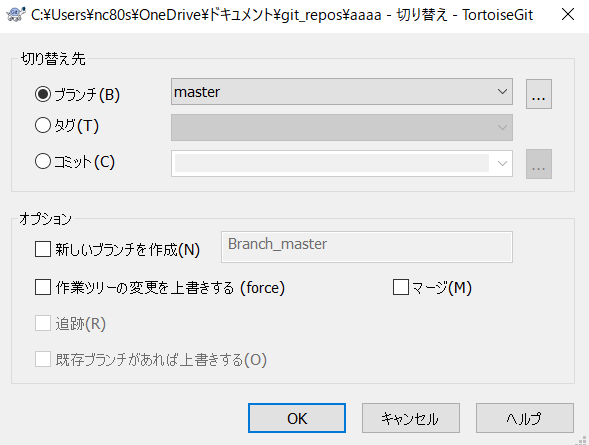 C:¥Users¥nc80s¥OneDrive¥ドキュメント¥git_repos¥aaaa - 切り替え - TortoiseGit
切り替え先
ブランチ(B)
master
...
タグ(T)
コミット(C)
...
オプション
新しいブランチを作成(N)
Branch_master
作業ツリーの変更を上書きする (force)
マージ(M)
追跡(R)
既存ブランチがあれば上書きする(O)
OK
キャンセル
ヘルプ